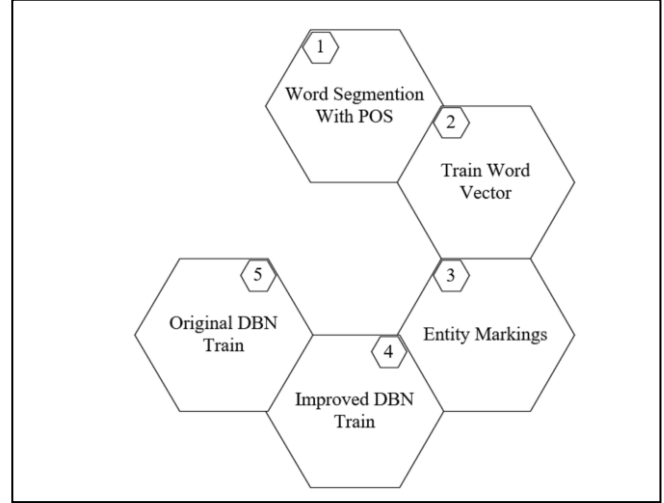 1
Word Segmention
With POS
2
Train Word
Vector
3
Entity Markings
4
Improved DBN
Train
5
Original DBN
Train